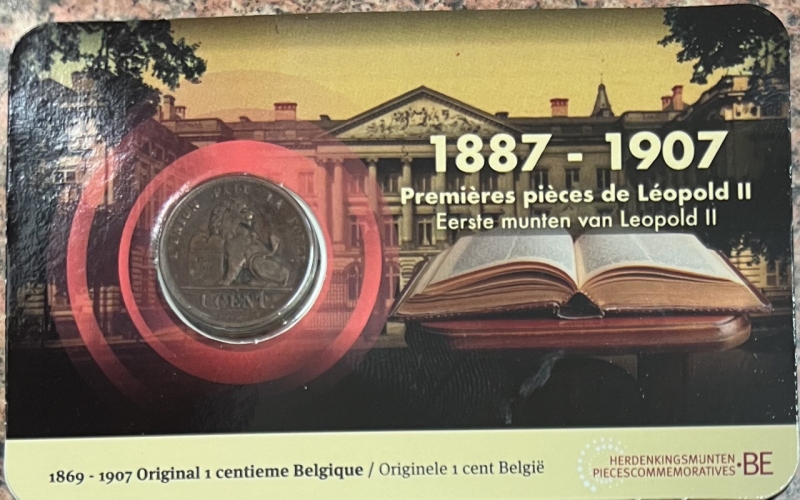 1887 - 1907
Premières pièces de Léopold II
Eerste munten van Leopold II
1 CENT
1869 - 1907 Original 1 centieme Belgique / Originele 1 cent België
HERDENKINGSMUNTEN
PIECESCOMMEMORATIVES•BE